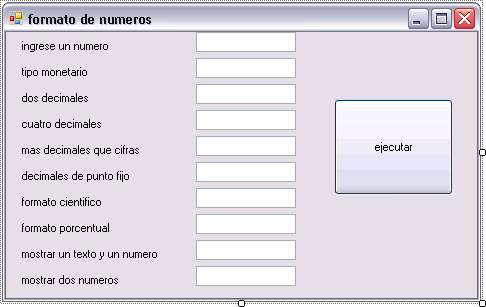 formato de numeros
ingrese un numero
tipo monetario
dos decimales
cuatro decimales
mas decimales que cifras
decimales de punto fijo
formato cientifico
formato porcentual
mostrar un texto y un numero
mostrar dos numeros
ejecutar